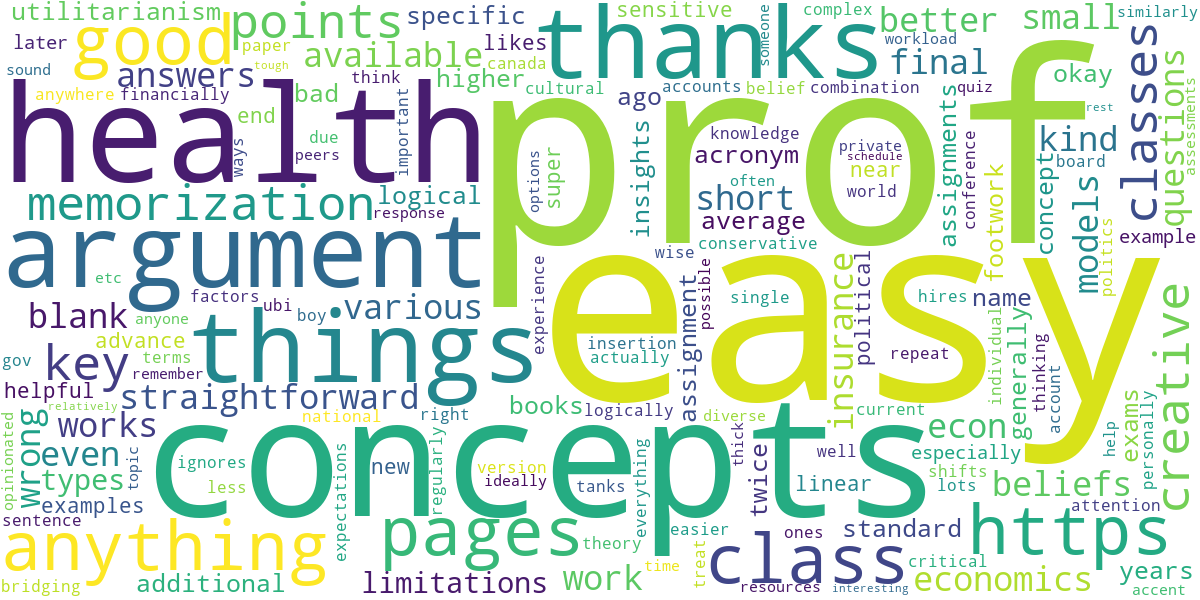 utilitarianism
points
specific
thanks
someone
sensitive
complex
better
small
similarly
later
good
paper
tough
available
likes
canada
workload
final
sound
answers
think
higher
cultural
accounts
belief
combination
quiz
okay
questions
classes
anywhere
financially
health
prof
bad
ago
important
end
due
peers
ways
insights
knowledge
private
schedule
rest
kind
board
assessments
memorization
logical
response
options
super
acronym
often
short
near
world
assignments
conference
footwork
concept
models
politics
example
argument
average
conservative
wise
etc
factors
ubi
boy
various
experience
easy
possible
single
insurance
political
hires
name
individual
generally
thinking
creative
blank
anyone
things
insertion
actually
assignment
repeat
advance
gov
key
terms
remember
helpful
straightforward
relatively
national
right
books
logically
diverse
current
account
opinionated
wrong
works
concepts
thick
econ
help
exams
personally
even
topic
ignores
new
regularly
version
ideally
everything
well
twice
especially
types
less
expectations
tanks
linear
shifts
lots
beliefs
examples
attention
sentence
anything
pages
easier
theory
ones
standard
https
class
critical
time
treat
bridging
additional
limitations
work
resources
interesting
economics
years
accent